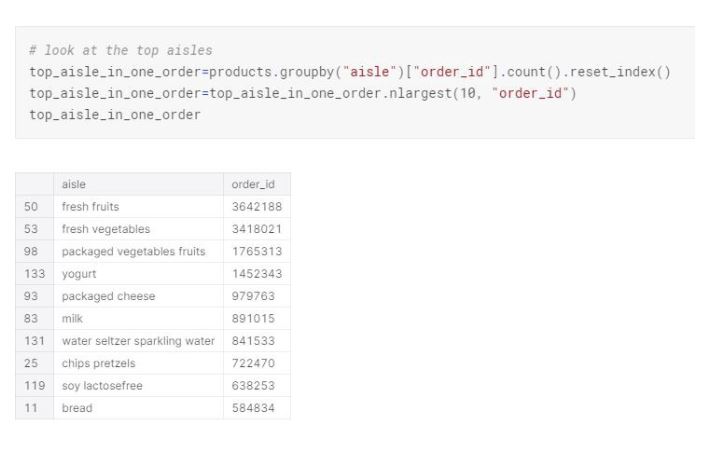 # look at the top aisles
top_aisle_in_one_order=products.groupby("aisle")["order_id"].count().reset_index()
top_aisle_in_one_order=top_aisle_in_one_order.nlargest(10, "order_id")
top_aisle_in_one_order
aisle order_id
50 fresh fruits 3642188
53 fresh vegetables 3418021
98 packaged vegetables fruits 1765313
133 yogurt 1452343
93 packaged cheese 979763
83 milk 891015
131 water seltzer sparkling water 841533
25 chips pretzels 722470
119 soy lactosefree 638253
11 bread 584834